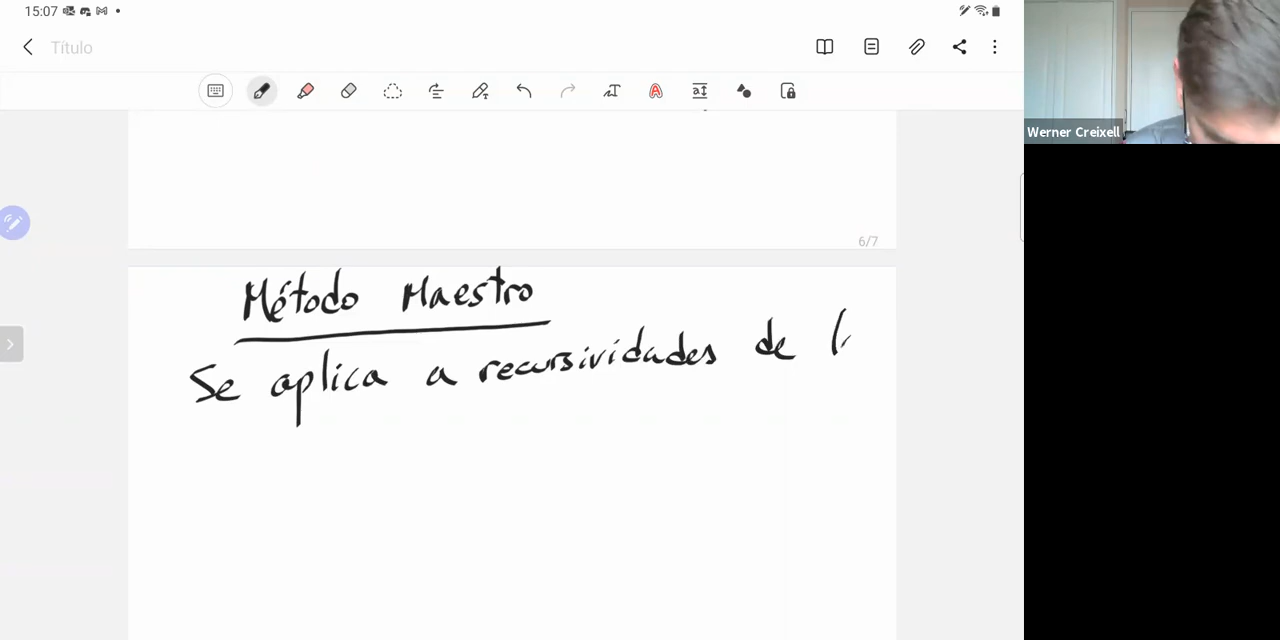 15:07
Título
Werner Creixell
6/7
Método Maestro
Se aplica a recursividades de l